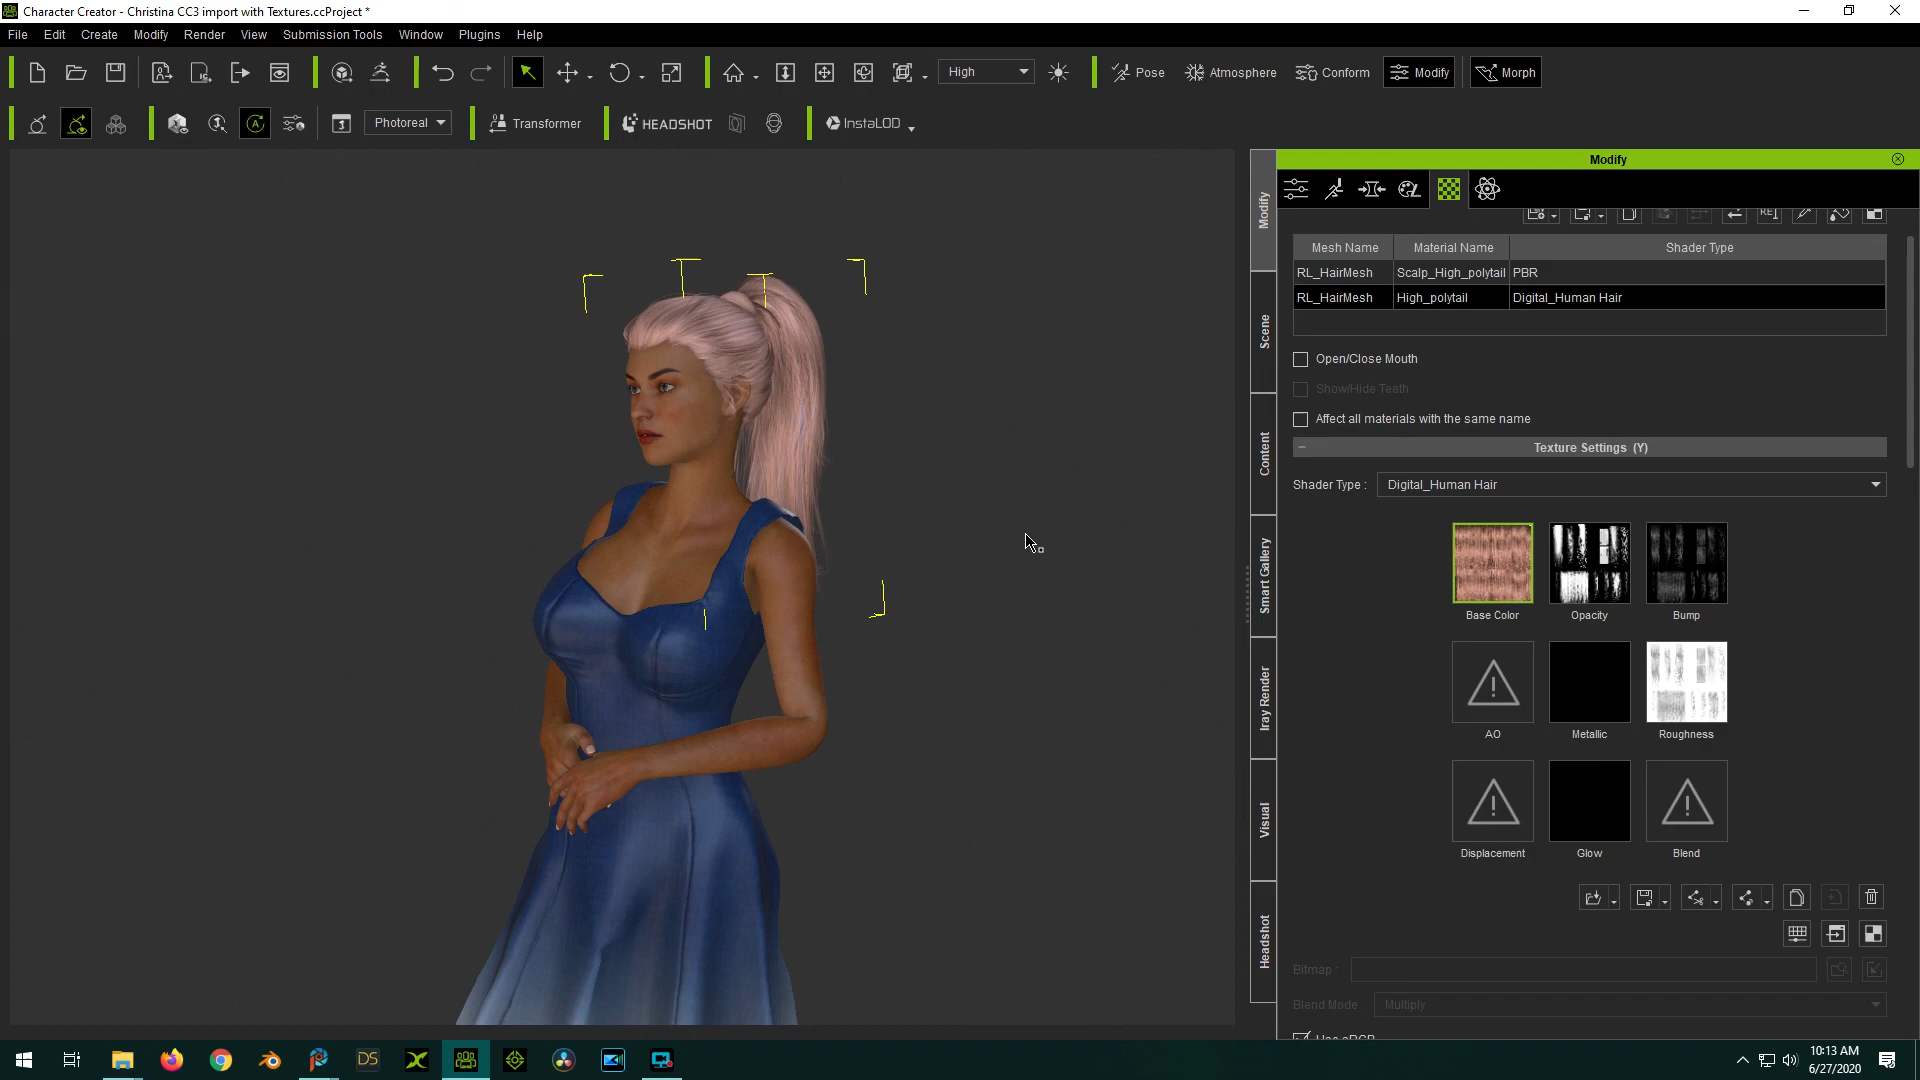 Character Creator - Christina CC3 import with Textures.ccProject *
File Edit Create Modify Render View Submission Tools Window Plugins Help
High Pose Atmosphere Conform Modify Morph
Photoreal Transformer HEADSHOT InstaLOD
Modify
Modify
Scene
Content
Smart Gallery
Iray Render
Visual
Headshot
Mesh Name Material Name Shader Type
RL_HairMesh Scalp_High_polytail PBR
RL_HairMesh High_polytail Digital_Human Hair
Open/Close Mouth
Show/Hide Teeth
Affect all materials with the same name
Texture Settings (Y)
Shader Type : Digital_Human Hair
Base Color Opacity Bump
AO Metallic Roughness
Displacement Glow Blend
Bitmap :
Blend Mode Multiply
Use sRGB
DS
10:13 AM
6/27/2020